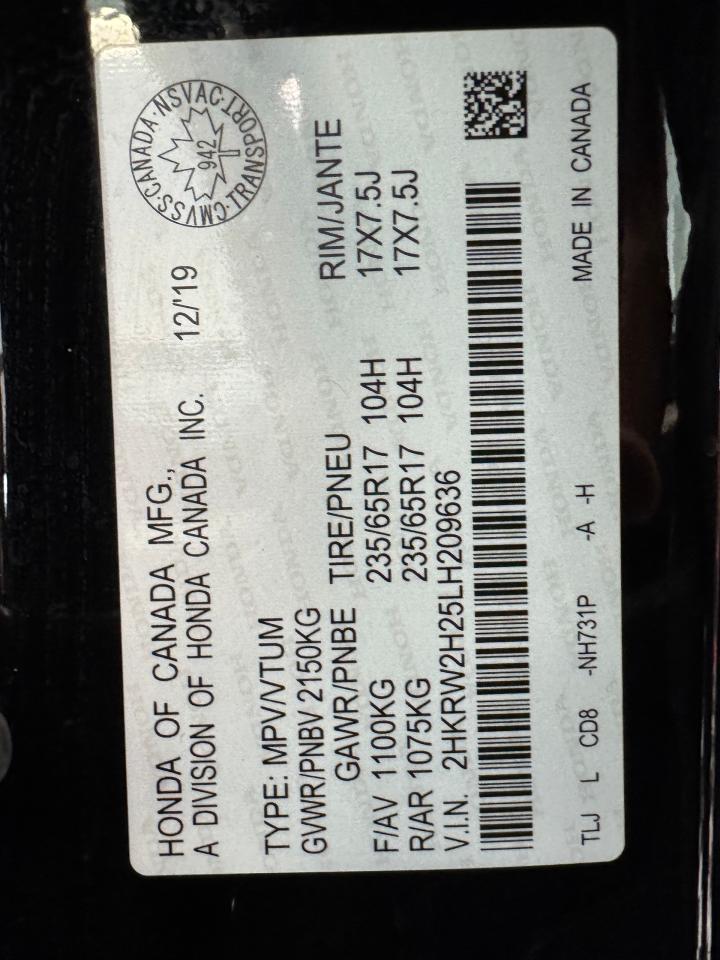 HONDA OF CANADA MFG.,
A DIVISION OF HONDA CANADA INC. 12/'19
CMVSS·CANADA·NSVAC·TRANSPORT·
942
TYPE: MPV/VTUM
GVWR/PNBV 2150KG
GAWR/PNBE TIRE/PNEU RIM/JANTE
F/AV 1100KG 235/65R17 104H 17X7.5J
R/AR 1075KG 235/65R17 104H 17X7.5J
V.I.N. 2HKRW2H25LH209636
TLJ L CD8 -NH731P -A -H MADE IN CANADA